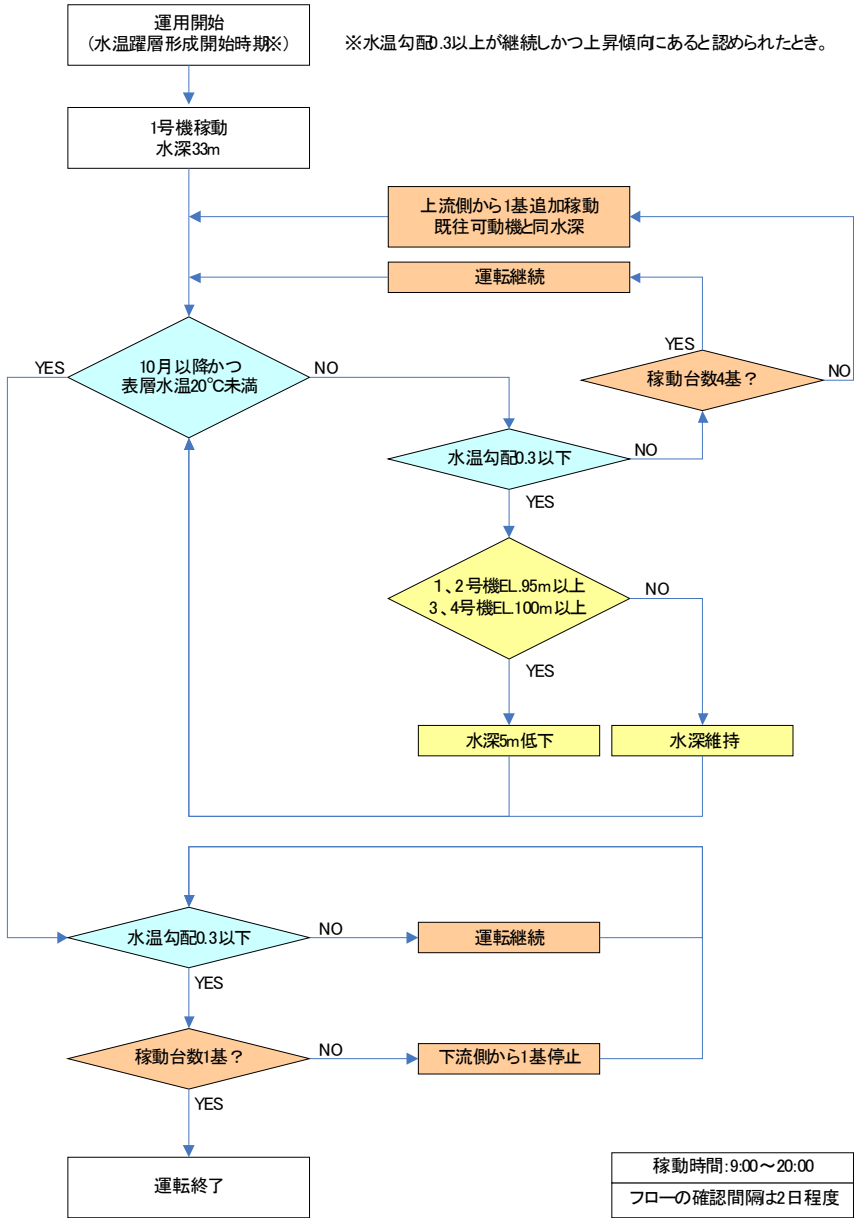 運用開始
(水温躍層形成開始時期※)
※水温勾配0.3以上が継続しかつ上昇傾向にあると認められたとき。
1号機稼動
水深33m
上流側から1基追加稼動
既往可動機と同水深
運転継続
YES
10月以降かつ
表層水温20℃未満
NO
YES
稼動台数4基?
NO
水温勾配0.3以下
NO
YES
1、2号機EL.95m以上
3、4号機EL.100m以上
NO
YES
水深5m低下
水深維持
水温勾配0.3以下
NO
運転継続
YES
稼動台数1基?
NO
下流側から1基停止
YES
運転終了
稼動時間:9:00～20:00
フローの確認間隔は2日程度